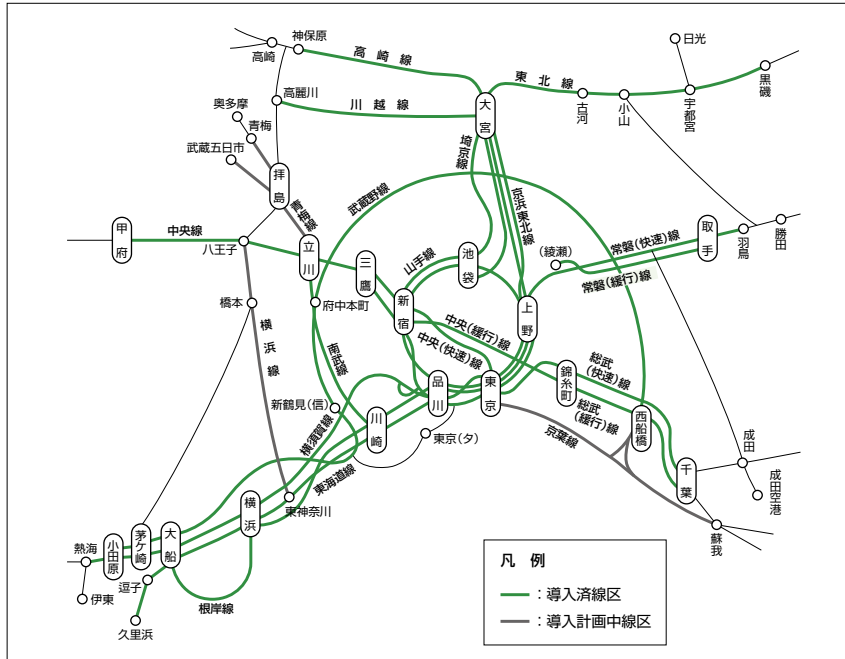 神保原
高崎
高崎線
日光
東北線
黒磯
高麗川
川越線
大宮
古河
小山
宇都宮
奥多摩
青梅
武蔵五日市
拝島
青梅線
埼京線
武蔵野線
京浜東北線
甲府
中央線
八王子
立川
三鷹
山手線
池袋
(綾瀬)
常磐(快速)線
取手
羽鳥
勝田
常磐(緩行)線
橋本
府中本町
新宿
上野
中央(緩行)線
中央(快速)線
横浜線
南武線
品川
東京
錦糸町
総武(快速)線
総武(緩行)線
西船橋
新鶴見(信)
横須賀線
川崎
東京(タ)
京葉線
成田
千葉
成田空港
東海道線
横浜
東神奈川
蘇我
熱海
小田原
茅ケ崎
大船
逗子
伊東
根岸線
久里浜
凡 例
:導入済線区
:導入計画中線区